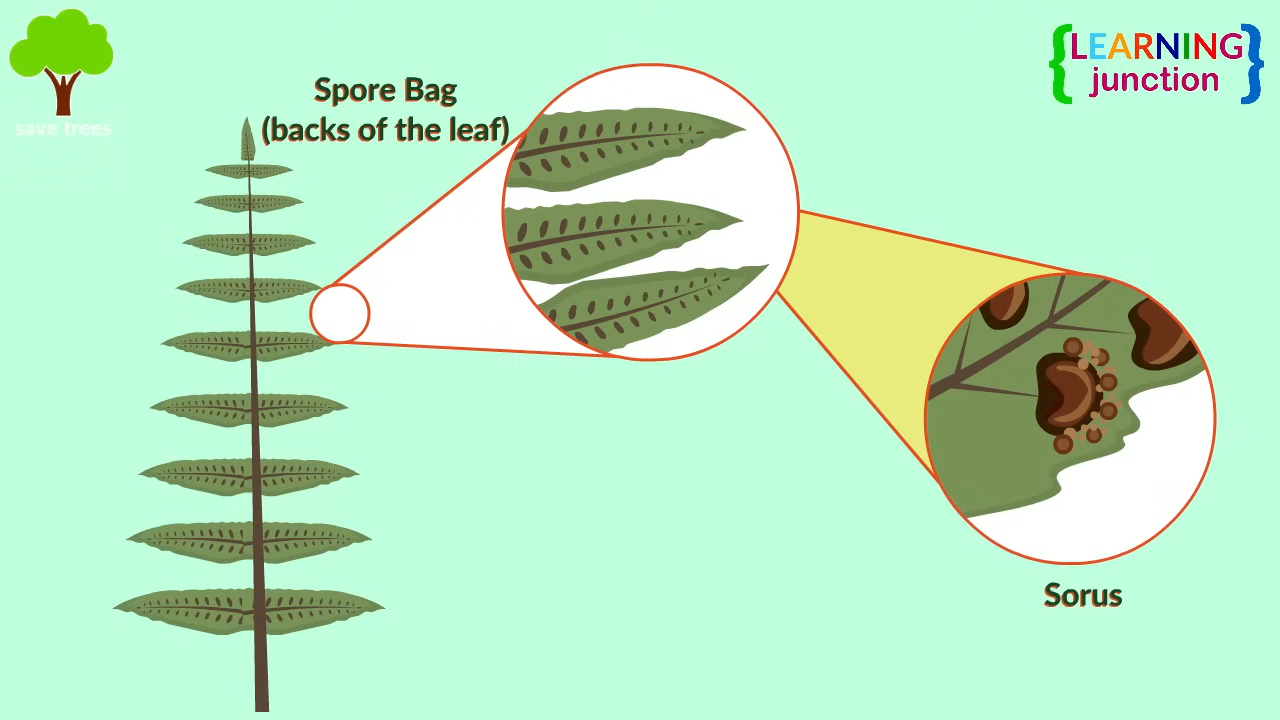 save trees
Spore Bag
(backs of the leaf)
LEARNING
junction
Sorus